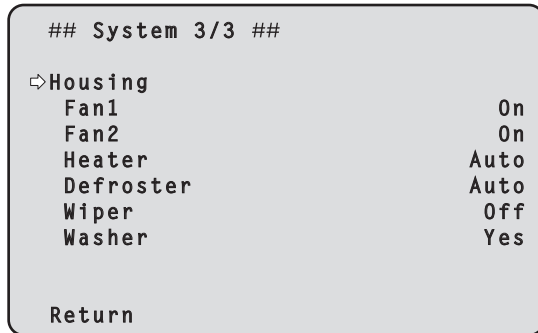 ## System 3/3 ##
⇨Housing
Fan1 On
Fan2 On
Heater Auto
Defroster Auto
Wiper Off
Washer Yes
Return